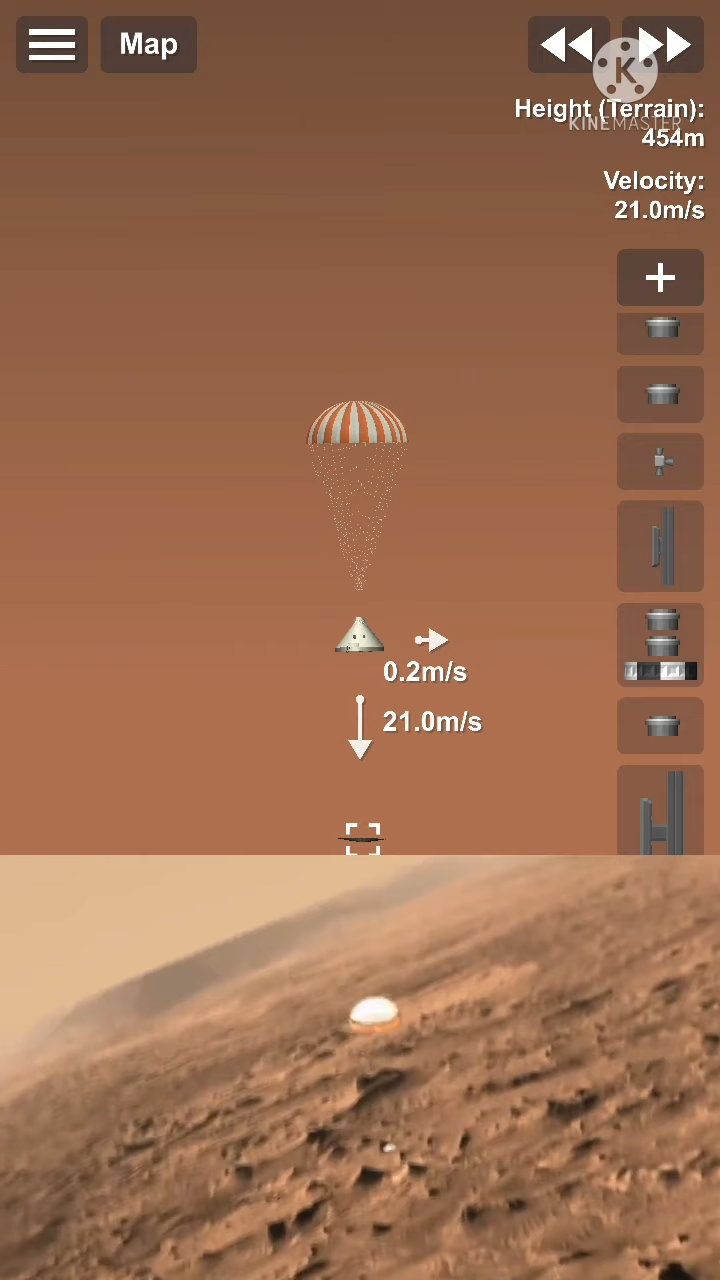 Map
K
Height (Terrain):
KINEMASTER
454m
Velocity:
21.0m/s
0.2m/s
21.0m/s